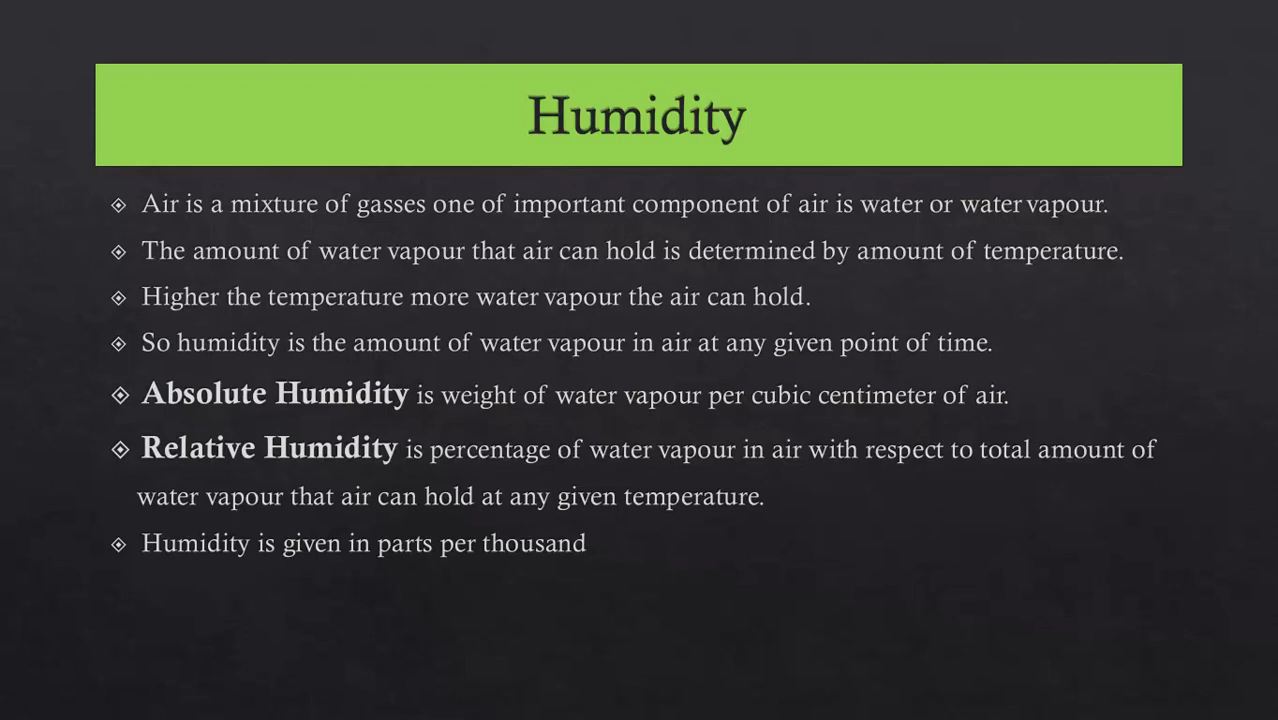 Humidity
Air is a mixture of gasses one of important component of air is water or water vapour.
The amount of water vapour that air can hold is determined by amount of temperature.
Higher the temperature more water vapour the air can hold.
So humidity is the amount of water vapour in air at any given point of time.
Absolute Humidity is weight of water vapour per cubic centimeter of air.
Relative Humidity is percentage of water vapour in air with respect to total amount of
water vapour that air can hold at any given temperature.
Humidity is given in parts per thousand